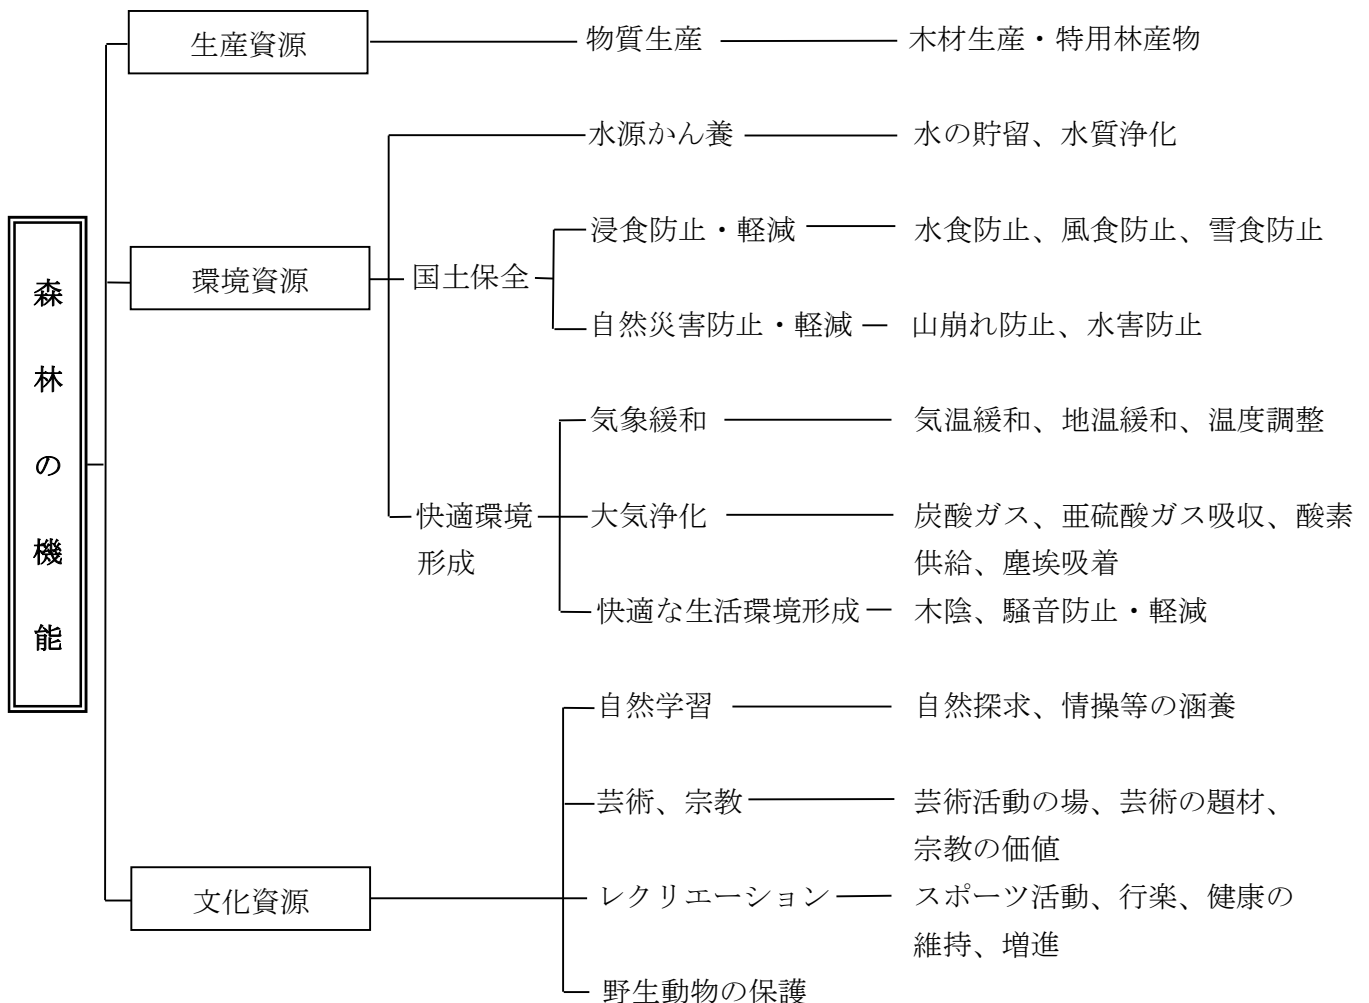 森林の機能
生産資源
物質生産
木材生産・特用林産物
環境資源
水源かん養
水の貯留、水質浄化
国土保全
浸食防止・軽減
水食防止、風食防止、雪食防止
自然災害防止・軽減
山崩れ防止、水害防止
快適環境
形成
気象緩和
気温緩和、地温緩和、温度調整
大気浄化
炭酸ガス、亜硫酸ガス吸収、酸素
供給、塵埃吸着
快適な生活環境形成
木陰、騒音防止・軽減
文化資源
自然学習
自然探求、情操等の涵養
芸術、宗教
芸術活動の場、芸術の題材、
宗教の価値
レクリエーション
スポーツ活動、行楽、健康の
維持、増進
野生動物の保護